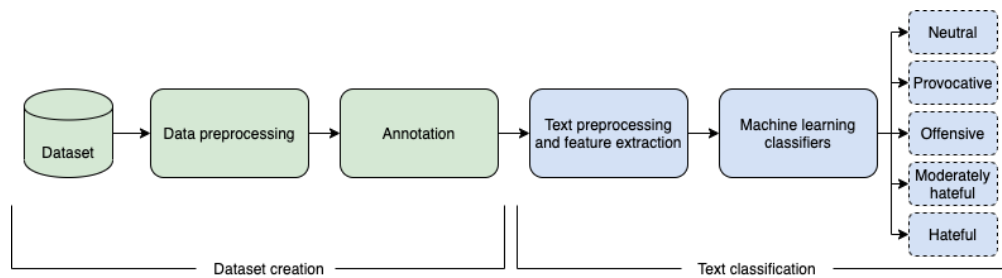 Dataset
Data preprocessing
Annotation
Text preprocessing
and feature extraction
Machine learning
classifiers
Neutral
Provocative
Offensive
Moderately
hateful
Hateful
Dataset creation
Text classification